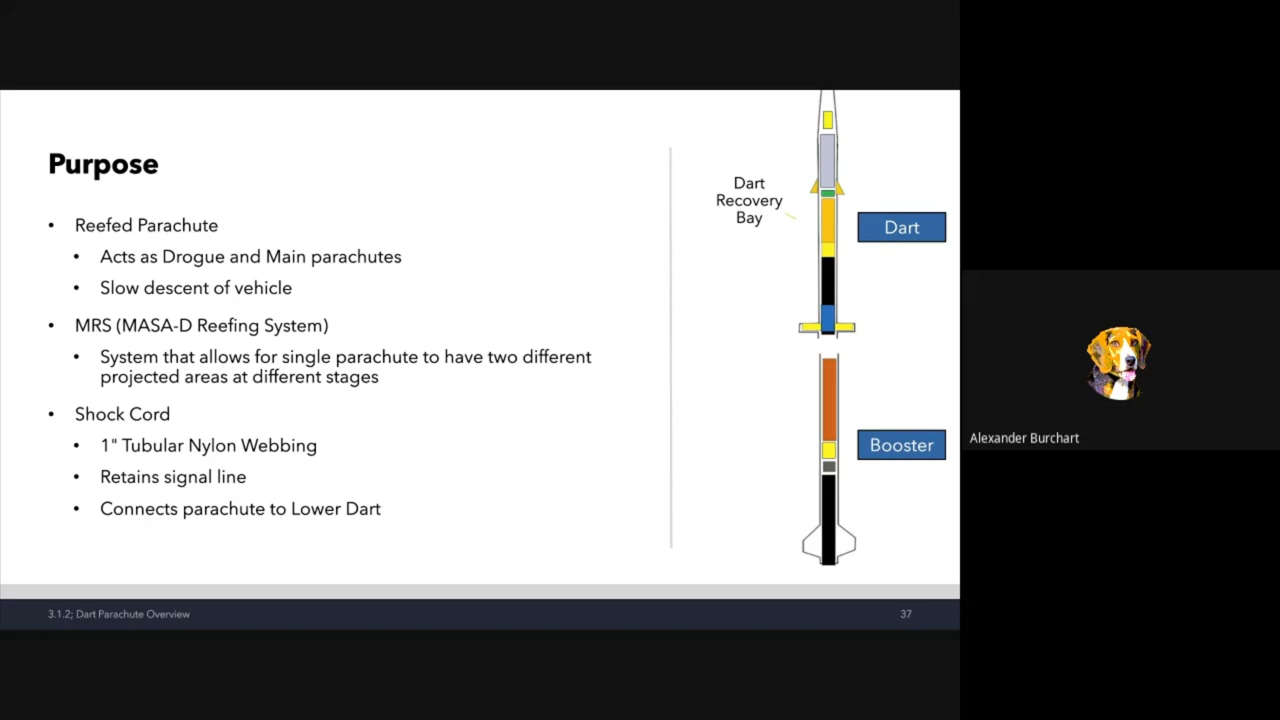 Purpose
• Reefed Parachute
• Acts as Drogue and Main parachutes
• Slow descent of vehicle
• MRS (MASA-D Reefing System)
• System that allows for single parachute to have two different
projected areas at different stages
• Shock Cord
• 1" Tubular Nylon Webbing
• Retains signal line
• Connects parachute to Lower Dart
Dart
Recovery
Bay
Dart
Booster
3.1.2; Dart Parachute Overview
37
Alexander Burchart